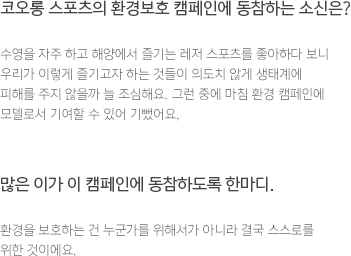 코오롱 스포츠의 환경보호 캠페인에 동참하는 소신은?
수영을 자주 하고 해양에서 즐기는 레저 스포츠를 좋아하다 보니
우리가 이렇게 즐기고자 하는 것들이 의도치 않게 생태계에
피해를 주지 않을까 늘 조심해요. 그런 중에 마침 환경 캠페인에
모델로서 기여할 수 있어 기뻤어요.
많은 이가 이 캠페인에 동참하도록 한마디.
환경을 보호하는 건 누군가를 위해서가 아니라 결국 스스로를
위한 것이에요.